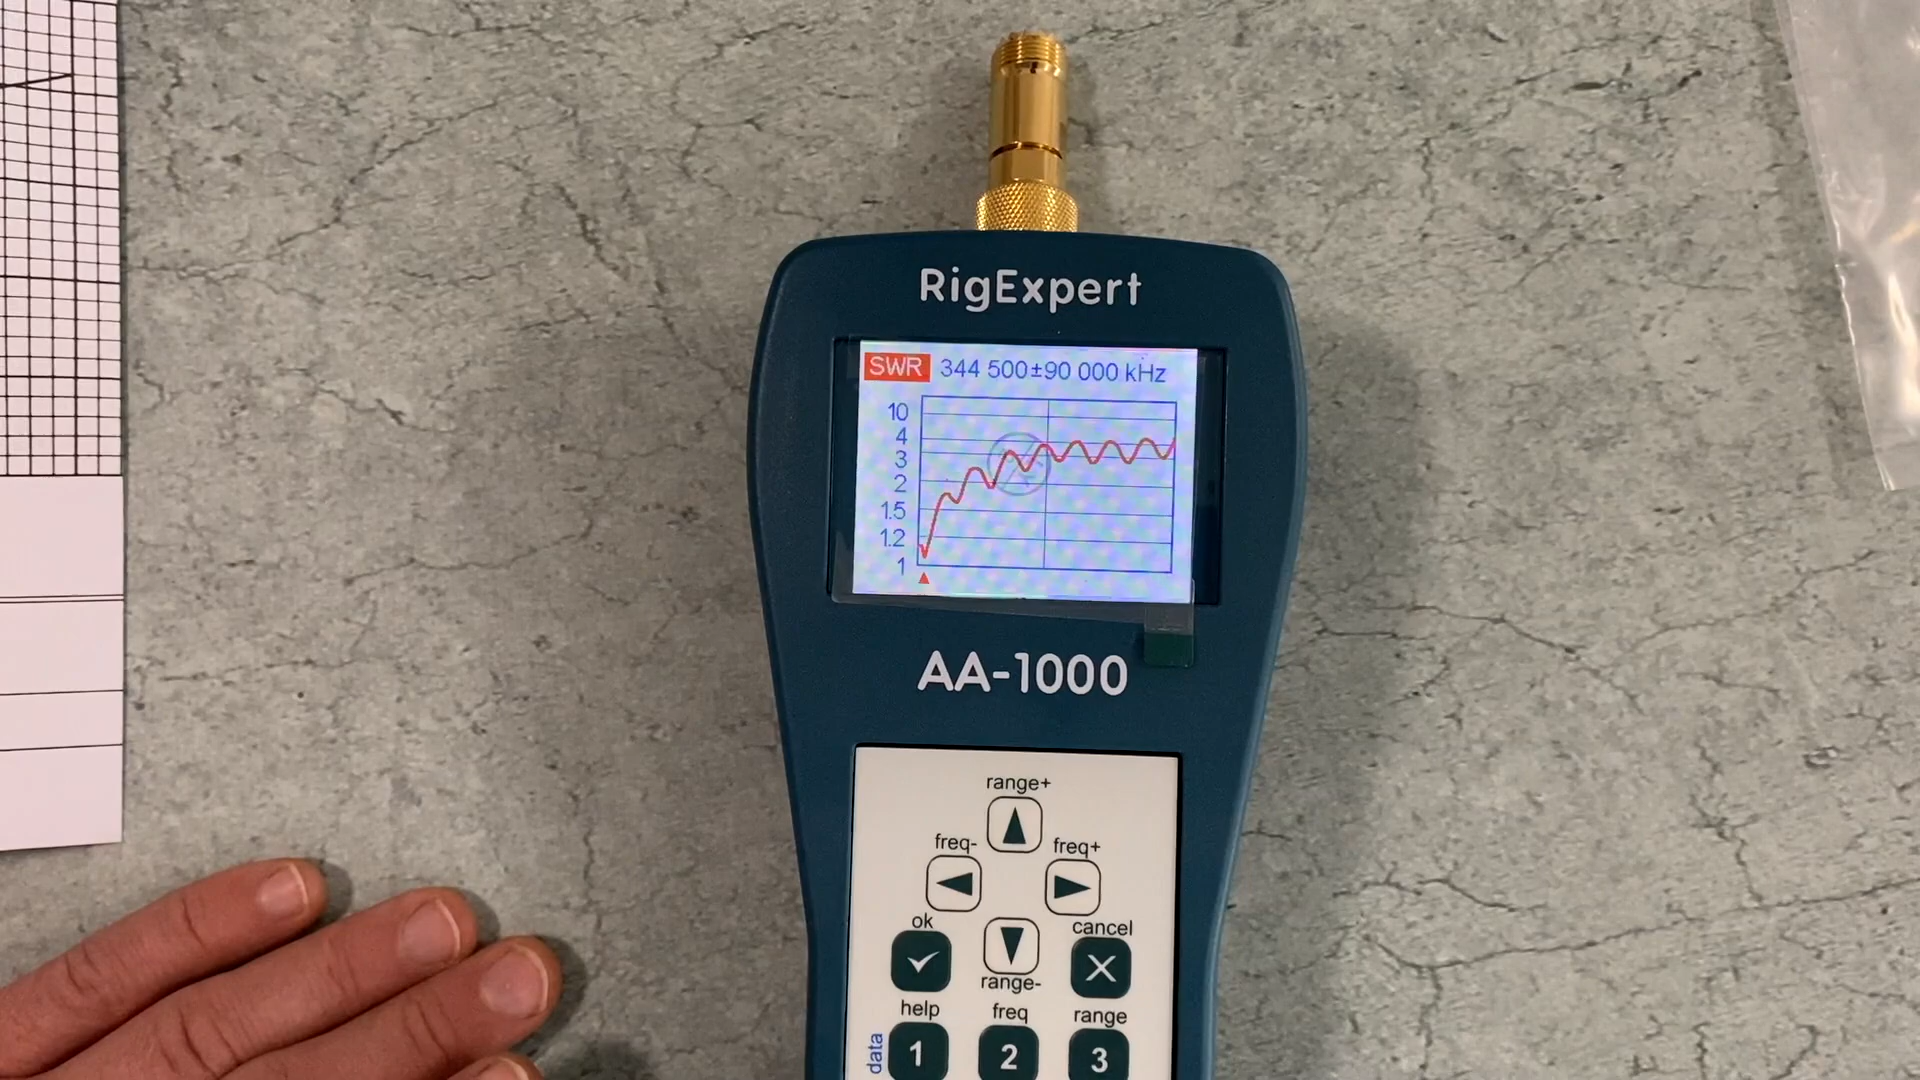 RigExpert
SWR 344 500±90 000 kHz
10
4
3
2
1.5
1.2
1
AA-1000
range+
freq- freq+
ok cancel
range-
help freq range
data 1 2 3